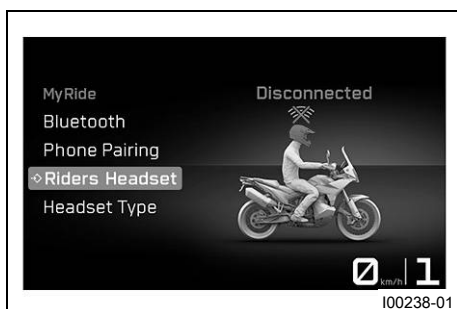 MyRide
Disconnected
Bluetooth
Phone Pairing
Riders Headset
Headset Type
0 km/h 1
I00238-01